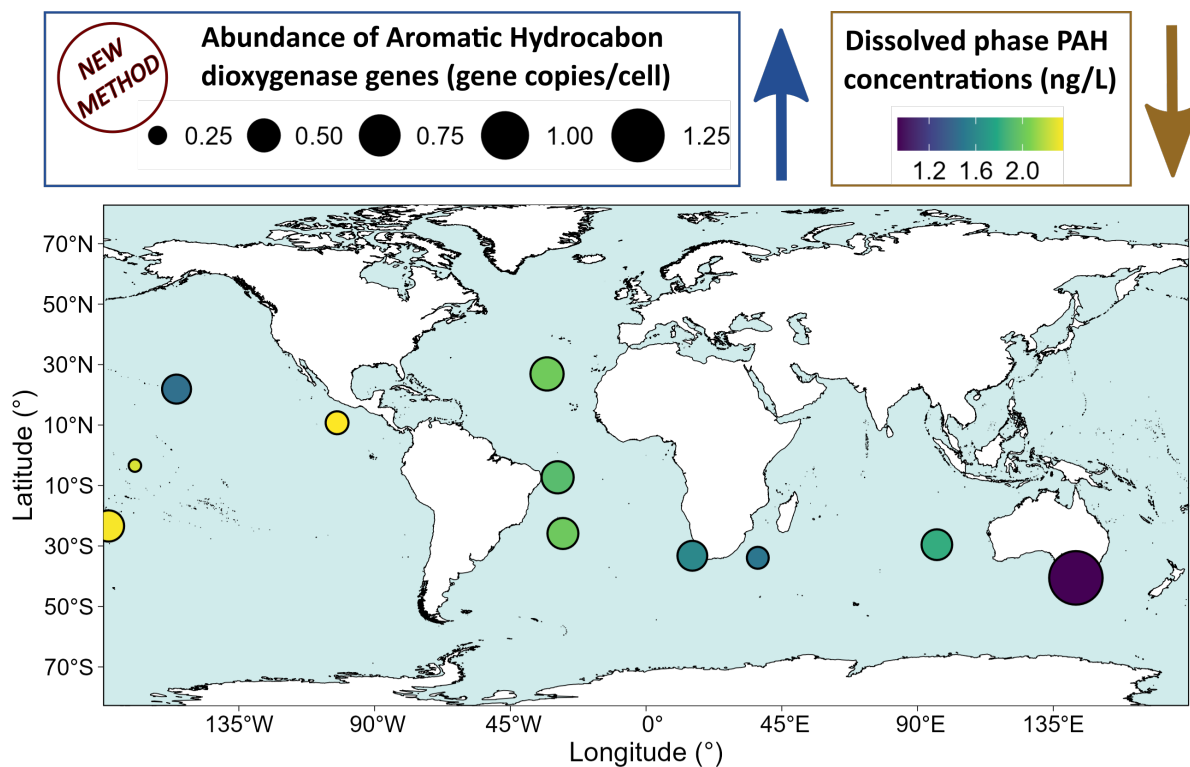 NEW
METHOD
Abundance of Aromatic Hydrocabon
dioxygenase genes (gene copies/cell)
0.25 0.50 0.75 1.00 1.25
Dissolved phase PAH
concentrations (ng/L)
1.2 1.6 2.0
Latitude (°)
70°N
50°N
30°N
10°N
10°S
30°S
50°S
70°S
135°W 90°W 45°W 0° 45°E 90°E 135°E
Longitude (°)